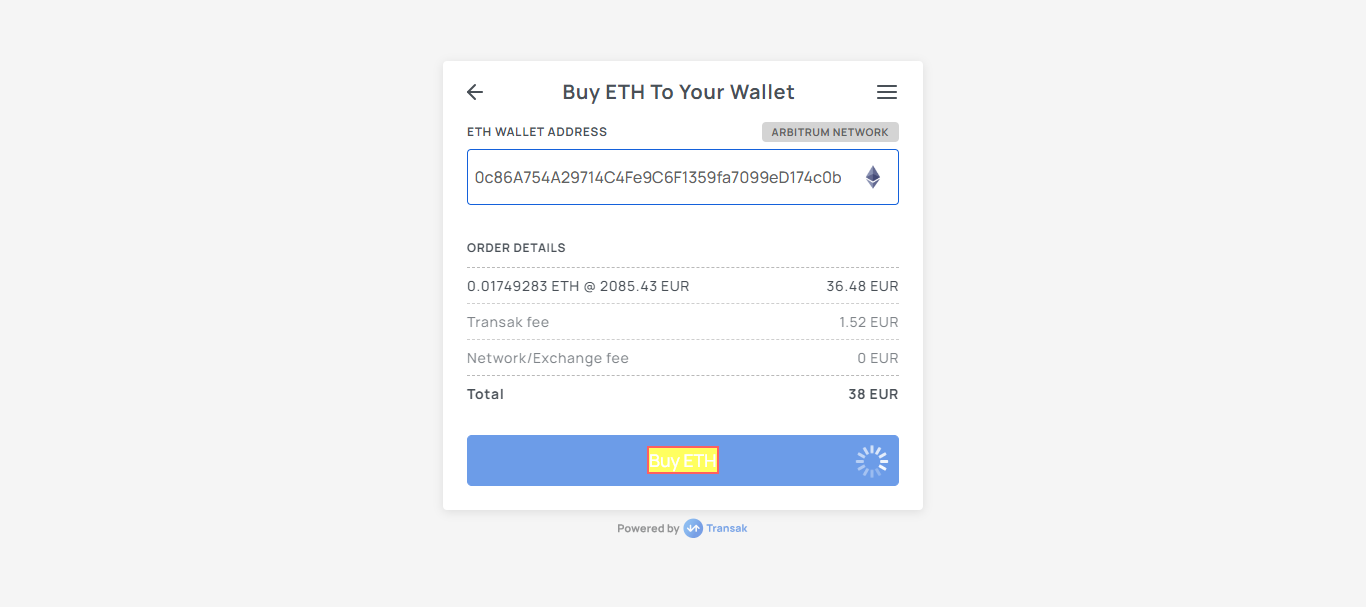 Buy ETH To Your Wallet
ETH WALLET ADDRESS
ARBITRUM NETWORK
0c86A754A29714C4Fe9C6F1359fa7099eD174c0b
ORDER DETAILS
0.01749283 ETH @ 2085.43 EUR 36.48 EUR
Transak fee 1.52 EUR
Network/Exchange fee 0 EUR
Total 38 EUR
Buy ETH
Powered by Transak